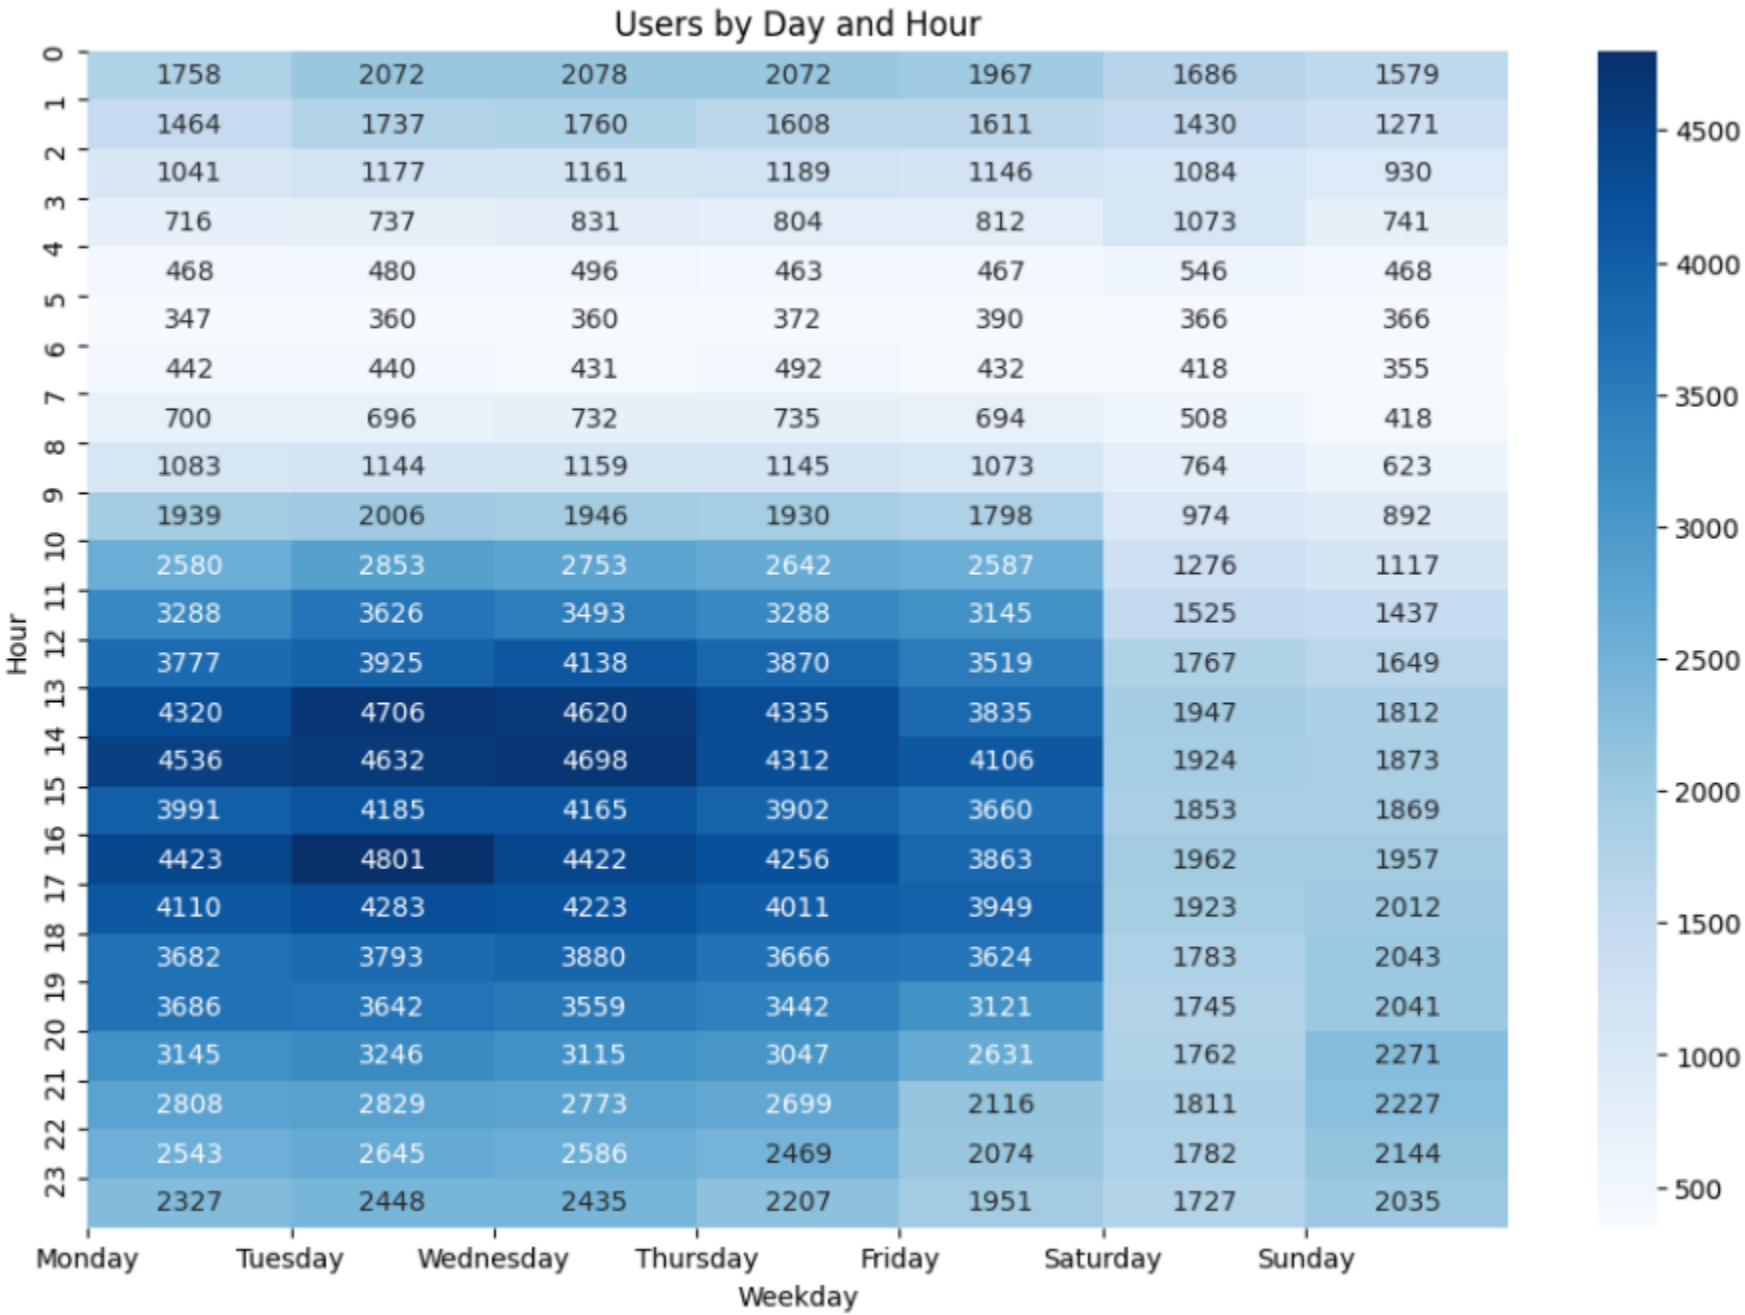 Users by Day and Hour
0
1758 2072 2078 2072 1967 1686 1579
1
1464 1737 1760 1608 1611 1430 1271
4500
2
1041 1177 1161 1189 1146 1084 930
3
716 737 831 804 812 1073 741
4
468 480 496 463 467 546 468
4000
5
347 360 360 372 390 366 366
6
442 440 431 492 432 418 355
7
3500
700 696 732 735 694 508 418
8
1083 1144 1159 1145 1073 764 623
9
1939 2006 1946 1930 1798 974 892
3000
10
2580 2853 2753 2642 2587 1276 1117
11
3288 3626 3493 3288 3145 1525 1437
Hour
12
3777 3925 4138 3870 3519 1767 1649
2500
13
4320 4706 4620 4335 3835 1947 1812
14
4536 4632 4698 4312 4106 1924 1873
15
2000
3991 4185 4165 3902 3660 1853 1869
16
4423 4801 4422 4256 3863 1962 1957
17
4110 4283 4223 4011 3949 1923 2012
1500
18
3682 3793 3880 3666 3624 1783 2043
19
3686 3642 3559 3442 3121 1745 2041
20
3145 3246 3115 3047 2631 1762 2271
1000
21
2808 2829 2773 2699 2116 1811 2227
22
2543 2645 2586 2469 2074 1782 2144
23
500
2327 2448 2435 2207 1951 1727 2035
Monday Tuesday Wednesday Thursday Friday Saturday Sunday
Weekday